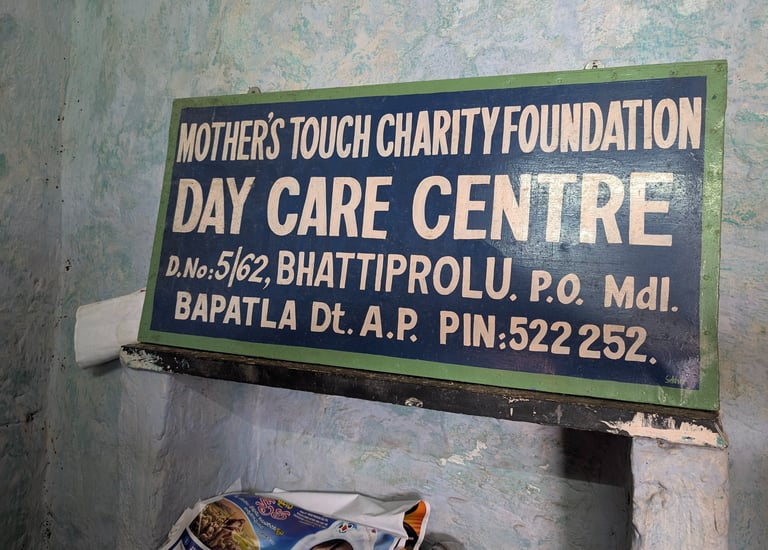 MOTHER'S TOUCH CHARITY FOUNDATION
DAY CARE CENTRE
D.No: 5/62, BHATTIPROLU. P.O. Mdl.
BAPATLA Dt. A.P. PIN:522 252.